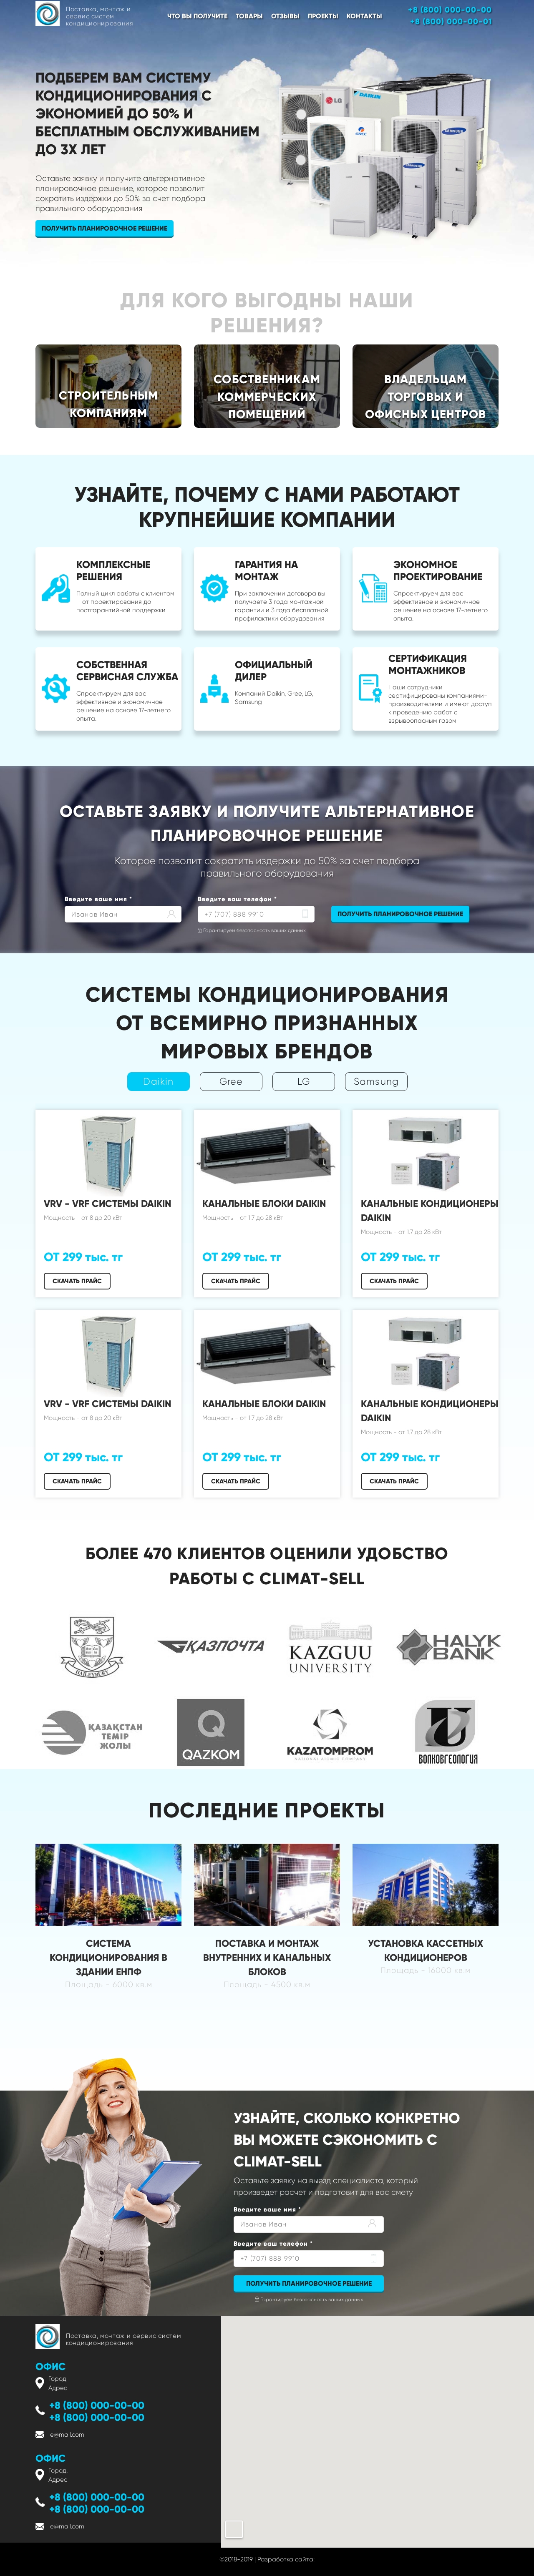 Поставка, монтаж и
сервис систем
кондиционирования
ЧТО ВЫ ПОЛУЧИТЕ ТОВАРЫ ОТЗЫВЫ ПРОЕКТЫ КОНТАКТЫ
+8 (800) 000-00-00
+8 (800) 000-00-01
ПОДБЕРЕМ ВАМ СИСТЕМУ
КОНДИЦИОНИРОВАНИЯ С
ЭКОНОМИЕЙ ДО 50% И
БЕСПЛАТНЫМ ОБСЛУЖИВАНИЕМ
ДО 3Х ЛЕТ
Оставьте заявку и получите альтернативное
планировочное решение, которое позволит
сократить издержки до 50% за счет подбора
правильного оборудования
ПОЛУЧИТЬ ПЛАНИРОВОЧНОЕ РЕШЕНИЕ
LG
DAIKIN
GREE
SAMSUNG
SAMSUNG
ДЛЯ КОГО ВЫГОДНЫ НАШИ
РЕШЕНИЯ?
СТРОИТЕЛЬНЫМ
КОМПАНИЯМ
СОБСТВЕННИКАМ
КОММЕРЧЕСКИХ
ПОМЕЩЕНИЙ
ВЛАДЕЛЬЦАМ
ТОРГОВЫХ И
ОФИСНЫХ ЦЕНТРОВ
УЗНАЙТЕ, ПОЧЕМУ С НАМИ РАБОТАЮТ
КРУПНЕЙШИЕ КОМПАНИИ
КОМПЛЕКСНЫЕ
РЕШЕНИЯ
Полный цикл работы с клиентом
– от проектирования до
постгарантийной поддержки
ГАРАНТИЯ НА
МОНТАЖ
При заключении договора вы
получаете 3 года монтажной
гарантии и 3 года бесплатной
профилактики оборудования
ЭКОНОМНОЕ
ПРОЕКТИРОВАНИЕ
Спроектируем для вас
эффективное и экономичное
решение на основе 17-летнего
опыта.
СОБСТВЕННАЯ
СЕРВИСНАЯ СЛУЖБА
Спроектируем для вас
эффективное и экономичное
решение на основе 17-летнего
опыта.
ОФИЦИАЛЬНЫЙ
ДИЛЕР
Компаний Daikin, Gree, LG,
Samsung
СЕРТИФИКАЦИЯ
МОНТАЖНИКОВ
Наши сотрудники
сертифицированы компаниями-
производителями и имеют доступ
к проведению работ с
взрывоопасным газом
ОСТАВЬТЕ ЗАЯВКУ И ПОЛУЧИТЕ АЛЬТЕРНАТИВНОЕ
ПЛАНИРОВОЧНОЕ РЕШЕНИЕ
Которое позволит сократить издержки до 50% за счет подбора
правильного оборудования
Введите ваше имя *
Иванов Иван
Введите ваш телефон *
+7 (707) 888 9910
Гарантируем безопасность ваших данных
ПОЛУЧИТЬ ПЛАНИРОВОЧНОЕ РЕШЕНИЕ
СИСТЕМЫ КОНДИЦИОНИРОВАНИЯ
ОТ ВСЕМИРНО ПРИЗНАННЫХ
МИРОВЫХ БРЕНДОВ
Daikin Gree LG Samsung
VRV - VRF СИСТЕМЫ DAIKIN
Мощность - от 8 до 20 кВт
ОТ 299 тыс. тг
СКАЧАТЬ ПРАЙС
КАНАЛЬНЫЕ БЛОКИ DAIKIN
Мощность - от 1.7 до 28 кВт
ОТ 299 тыс. тг
СКАЧАТЬ ПРАЙС
КАНАЛЬНЫЕ КОНДИЦИОНЕРЫ
DAIKIN
Мощность - от 1.7 до 28 кВт
ОТ 299 тыс. тг
СКАЧАТЬ ПРАЙС
VRV - VRF СИСТЕМЫ DAIKIN
Мощность - от 8 до 20 кВт
ОТ 299 тыс. тг
СКАЧАТЬ ПРАЙС
КАНАЛЬНЫЕ БЛОКИ DAIKIN
Мощность - от 1.7 до 28 кВт
ОТ 299 тыс. тг
СКАЧАТЬ ПРАЙС
КАНАЛЬНЫЕ КОНДИЦИОНЕРЫ
DAIKIN
Мощность - от 1.7 до 28 кВт
ОТ 299 тыс. тг
СКАЧАТЬ ПРАЙС
БОЛЕЕ 470 КЛИЕНТОВ ОЦЕНИЛИ УДОБСТВО
РАБОТЫ С CLIMAT-SELL
HAILEYBURY
ҚАЗПОЧТА
KAZGUU
UNIVERSITY
HALYK
BANK
ҚАЗАҚСТАН
ТЕМІР
ЖОЛЫ
QAZKOM
KAZATOMPROM
NATIONAL ATOMIC COMPANY
ВОЛКОВГЕОЛОГИЯ
ПОСЛЕДНИЕ ПРОЕКТЫ
СИСТЕМА
КОНДИЦИОНИРОВАНИЯ В
ЗДАНИИ ЕНПФ
Площадь - 6000 кв.м
ПОСТАВКА И МОНТАЖ
ВНУТРЕННИХ И КАНАЛЬНЫХ
БЛОКОВ
Площадь - 4500 кв.м
УСТАНОВКА КАССЕТНЫХ
КОНДИЦИОНЕРОВ
Площадь - 16000 кв.м
УЗНАЙТЕ, СКОЛЬКО КОНКРЕТНО
ВЫ МОЖЕТЕ СЭКОНОМИТЬ С
CLIMAT-SELL
Оставьте заявку на выезд специалиста, который
произведет расчет и подготовит для вас смету
Введите ваше имя *
Иванов Иван
Введите ваш телефон *
+7 (707) 888 9910
ПОЛУЧИТЬ ПЛАНИРОВОЧНОЕ РЕШЕНИЕ
Гарантируем безопасность ваших данных
Поставка, монтаж и сервис систем
кондиционирования
ОФИС
Город
Адрес
+8 (800) 000-00-00
+8 (800) 000-00-00
e@mail.com
ОФИС
Город,
Адрес
+8 (800) 000-00-00
+8 (800) 000-00-00
e@mail.com
©2018-2019 | Разработка сайта: